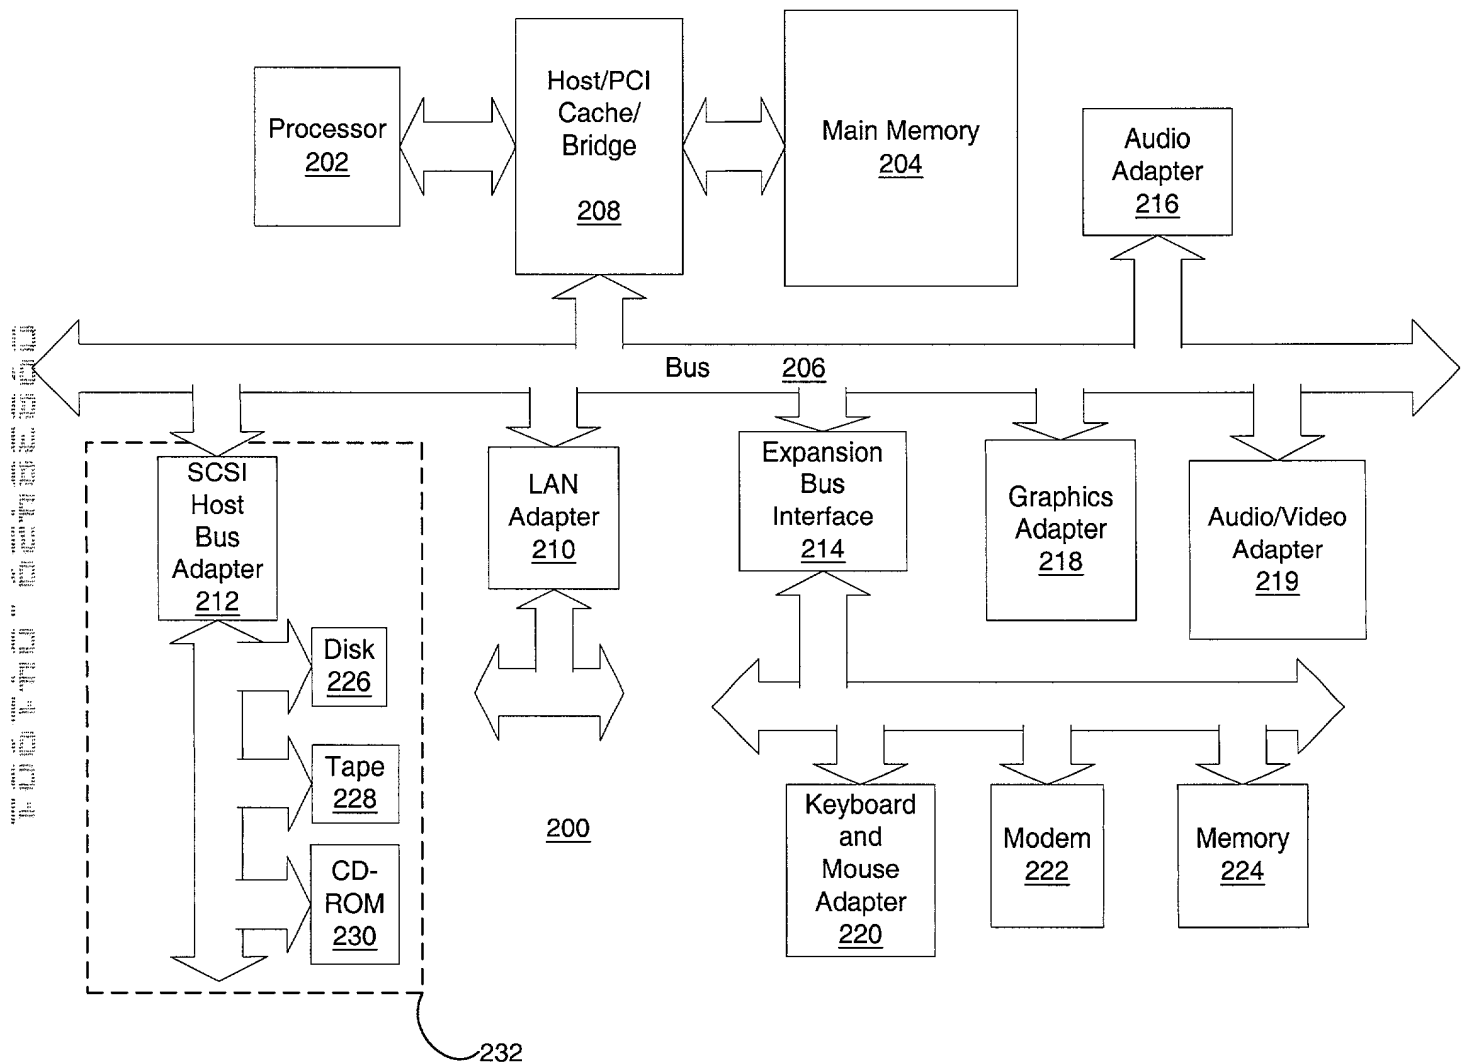 Processor
202
Host/PCI
Cache/
Bridge
208
Main Memory
204
Audio
Adapter
216
Bus 206
SCSI
Host
Bus
Adapter
212
LAN
Adapter
210
Expansion
Bus
Interface
214
Graphics
Adapter
218
Audio/Video
Adapter
219
Disk
226
Tape
228
CD-
ROM
230
200
Keyboard
and
Mouse
Adapter
220
Modem
222
Memory
224
232